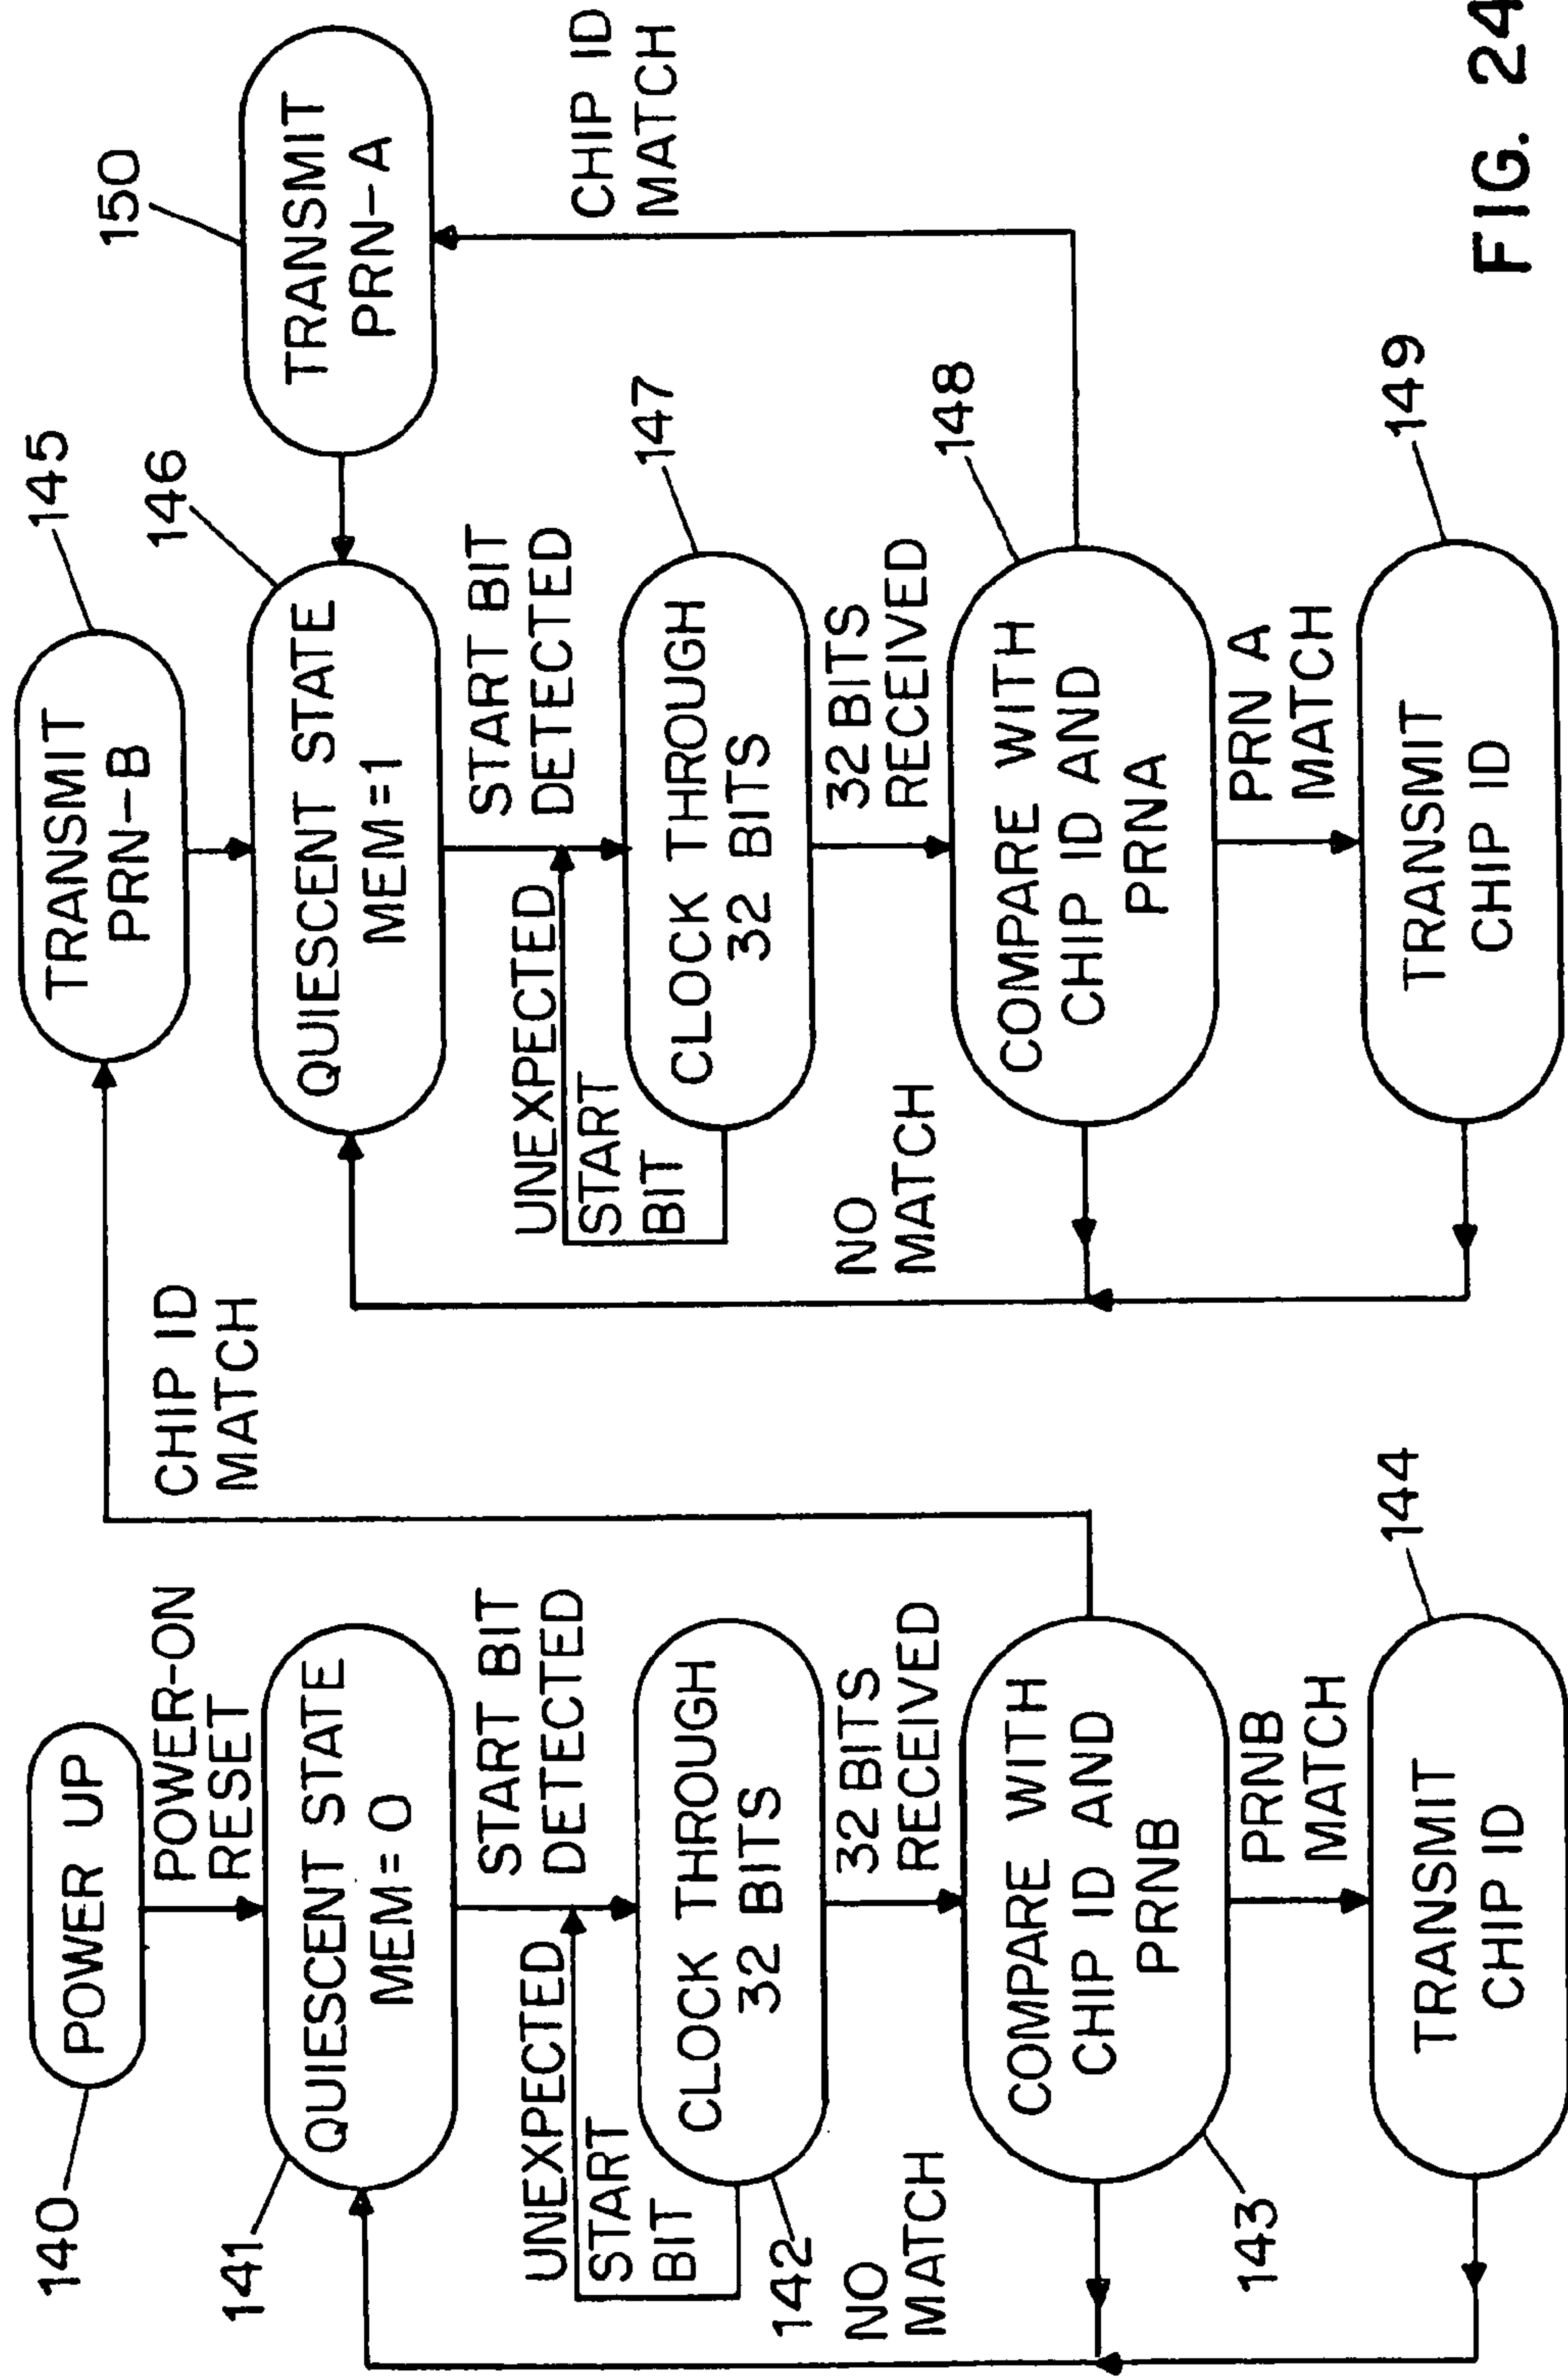 140
POWER UP
POWER-ON
RESET
141
QUIESCENT STATE
MEM = 0
START BIT
DETECTED
UNEXPECTED
START
BIT
CLOCK THROUGH
32 BITS
142
32 BITS
RECEIVED
COMPARE WITH
CHIP ID AND
PRNB
143
NO
MATCH
PRNB
MATCH
TRANSMIT
CHIP ID
144
CHIP ID
MATCH
145
TRANSMIT
PRN-B
146
QUIESCENT STATE
MEM = 1
START BIT
DETECTED
UNEXPECTED
START
BIT
147
CLOCK THROUGH
32 BITS
32 BITS
RECEIVED
148
COMPARE WITH
CHIP ID AND
PRNA
NO
MATCH
PRN A
MATCH
149
TRANSMIT
CHIP ID
150
TRANSMIT
PRN-A
CHIP ID
MATCH
FIG. 24